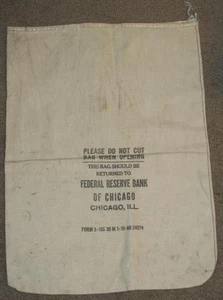 PLEASE DO NOT CUT
BAG WHEN OPENING
THIS BAG SHOULD BE
RETURNED TO
FEDERAL RESERVE BANK
OF CHICAGO
CHICAGO, ILL.
FORM